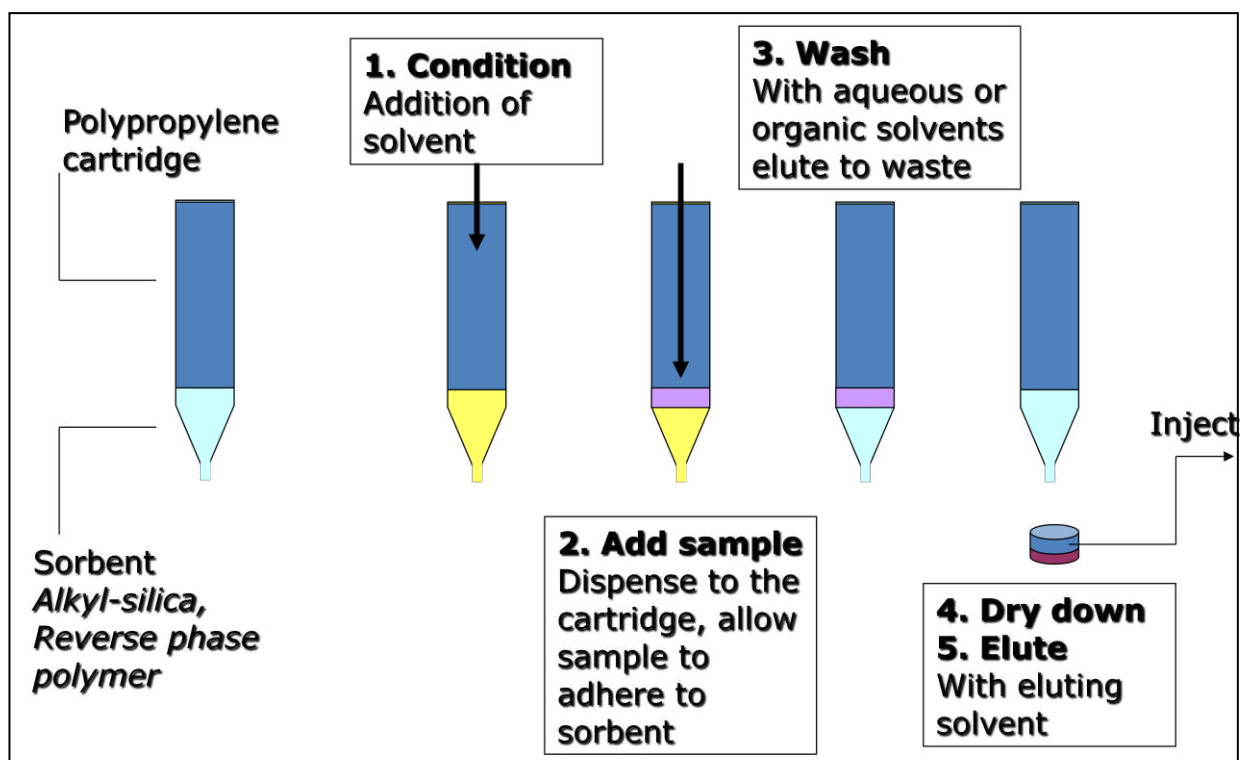 Polypropylene
cartridge
Sorbent
Alkyl-silica,
Reverse phase
polymer
1. Condition
Addition of
solvent
2. Add sample
Dispense to the
cartridge, allow
sample to
adhere to
sorbent
3. Wash
With aqueous or
organic solvents
elute to waste
Inject
4. Dry down
5. Elute
With eluting
solvent